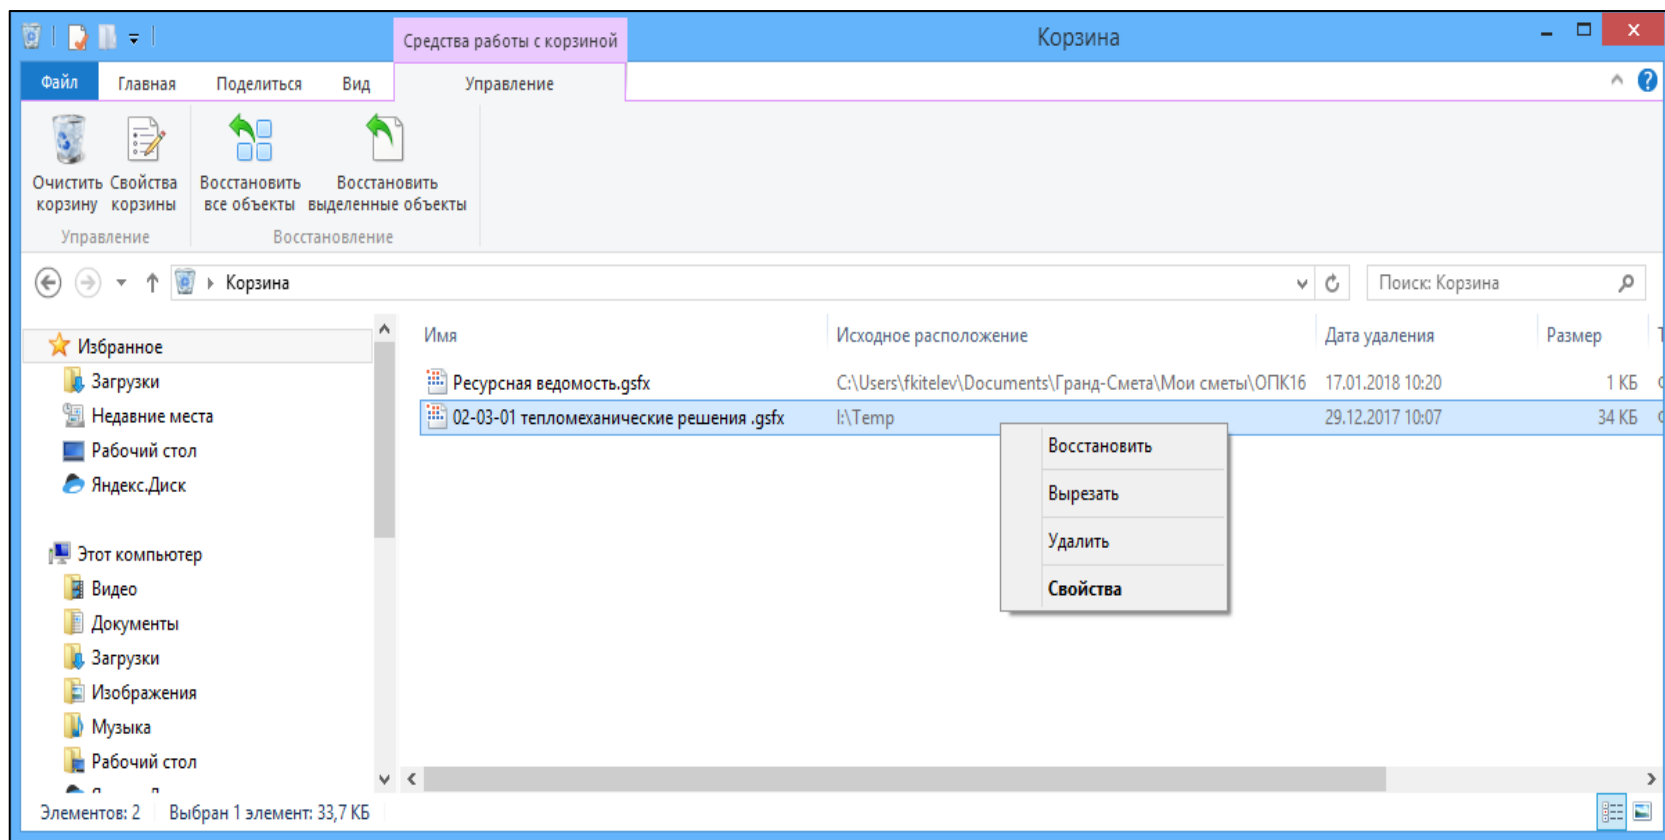 Средства работы с корзиной
Корзина
Файл
Главная
Поделиться
Вид
Управление
Очистить корзину
Свойства корзины
Восстановить все объекты
Восстановить выделенные объекты
Управление
Восстановление
Корзина
Поиск: Корзина
Избранное
Загрузки
Недавние места
Рабочий стол
Яндекс.Диск
Этот компьютер
Видео
Документы
Загрузки
Изображения
Музыка
Рабочий стол
Имя
Исходное расположение
Дата удаления
Размер
Ресурсная ведомость.gsfx
C:\Users\fkitelev\Documents\Гранд-Смета\Мои сметы\ОПК16
17.01.2018 10:20
1 КБ
02-03-01 тепломеханические решения .gsfx
I:\Temp
29.12.2017 10:07
34 КБ
Восстановить
Вырезать
Удалить
Свойства
Элементов: 2
Выбран 1 элемент: 33,7 КБ